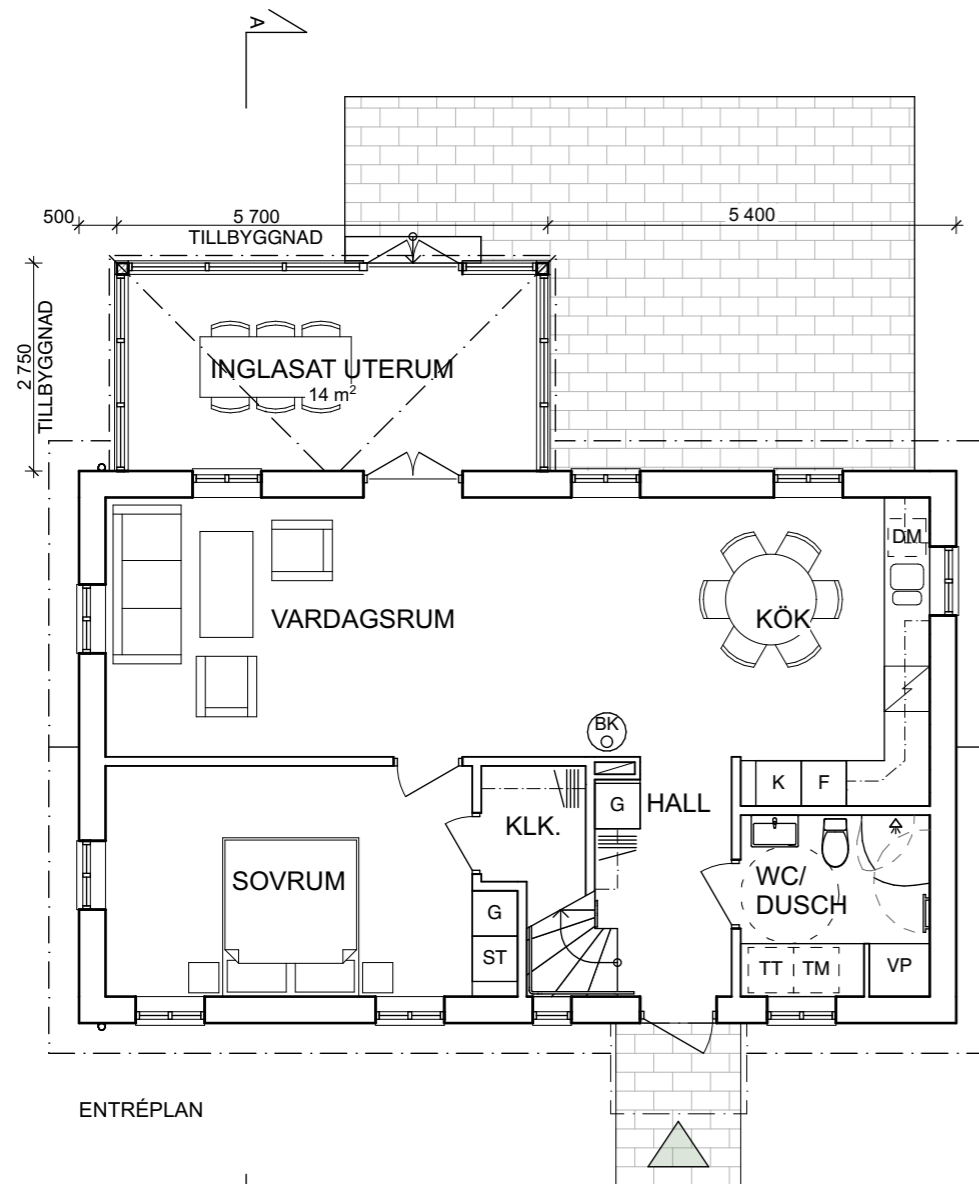 A
500
5 700
5 400
TILLBYGGNAD
2 750
TILLBYGGNAD
INGLASAT UTERUM
14 m²
DM
VARDAGSRUM
KÖK
BK
K
F
G
HALL
KLK.
SOVRUM
WC/
DUSCH
G
ST
TT
TM
VP
ENTRÉPLAN